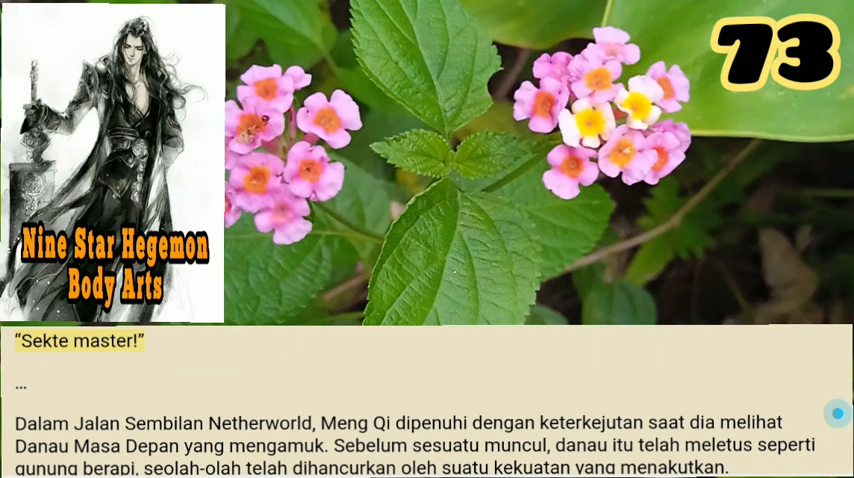 73
Nine Star Hegemon
Body Arts
“Sekte master!”
...
Dalam Jalan Sembilan Netherworld, Meng Qi dipenuhi dengan keterkejutan saat dia melihat
Danau Masa Depan yang mengamuk. Sebelum sesuatu muncul, danau itu telah meletus seperti
gunung berapi, seolah-olah telah dihancurkan oleh suatu kekuatan yang menakutkan.